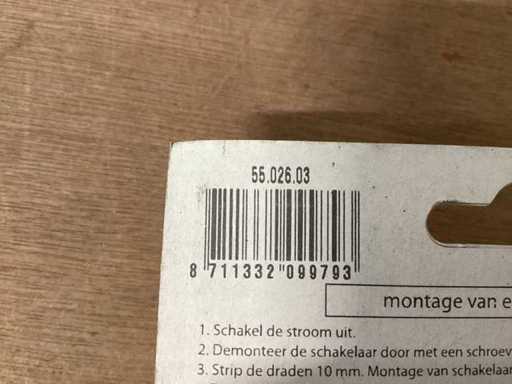 55.026.03
8 711332 099793
montage van e
1. Schakel de stroom uit.
2. Demonteer de schakelaar door met een schroev
3. Strip de draden 10 mm. Montage van schakelaar